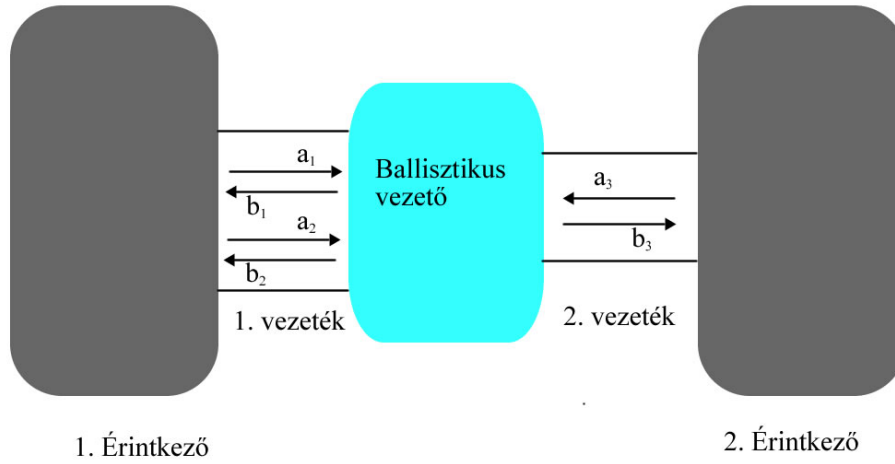 a₁
b₁
a₂
b₂
Ballisztikus
vezető
a₃
b₃
1. vezeték
2. vezeték
1. Érintkező
2. Érintkező